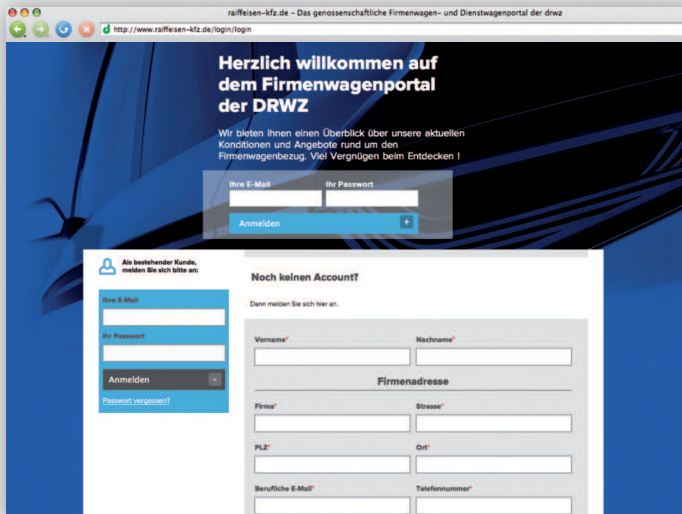 raiffeisen-kfz.de – Das genossenschaftliche Firmenwagen- und Dienstwagenportal der drwz
http://www.raiffeisen-kfz.de/login/login
Herzlich willkommen auf
dem Firmenwagenportal
der DRWZ
Wir bieten Ihnen einen Überblick über unsere aktuellen
Konditionen und Angebote rund um den
Firmenwagenbezug. Viel Vergnügen beim Entdecken !
Ihre E-Mail Ihr Passwort
Anmelden +
Als bestehender Kunde,
melden Sie sich bitte an:
Ihre E-Mail
Ihr Passwort
Anmelden
Passwort vergessen?
Noch keinen Account?
Dann melden Sie sich hier an.
Vorname* Nachname*
Firmenadresse
Firma* Strasse*
PLZ* Ort*
Berufliche E-Mail* Telefonnummer*